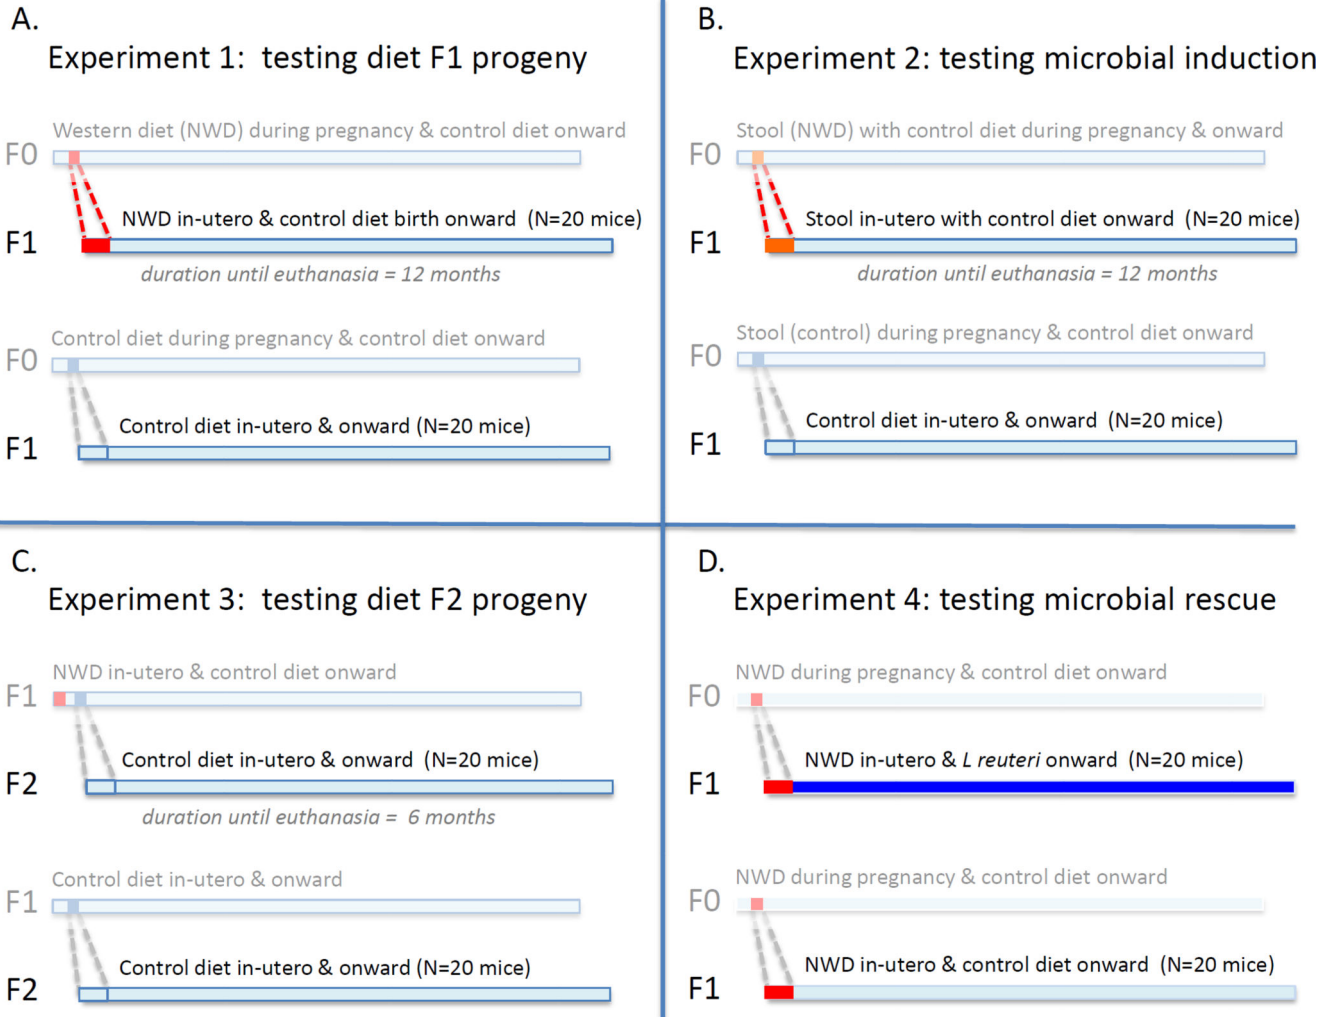 A.
Experiment 1: testing diet F1 progeny
Western diet (NWD) during pregnancy & control diet onward
F0
NWD in-utero & control diet birth onward (N=20 mice)
F1
duration until euthanasia = 12 months
Control diet during pregnancy & control diet onward
F0
Control diet in-utero & onward (N=20 mice)
F1
B.
Experiment 2: testing microbial induction
Stool (NWD) with control diet during pregnancy & onward
F0
Stool in-utero with control diet onward (N=20 mice)
F1
duration until euthanasia = 12 months
Stool (control) during pregnancy & control diet onward
F0
Control diet in-utero & onward (N=20 mice)
F1
C.
Experiment 3: testing diet F2 progeny
NWD in-utero & control diet onward
F1
Control diet in-utero & onward (N=20 mice)
F2
duration until euthanasia = 6 months
Control diet in-utero & onward
F1
Control diet in-utero & onward (N=20 mice)
F2
D.
Experiment 4: testing microbial rescue
NWD during pregnancy & control diet onward
F0
NWD in-utero & L reuteri onward (N=20 mice)
F1
NWD during pregnancy & control diet onward
F0
NWD in-utero & control diet onward (N=20 mice)
F1